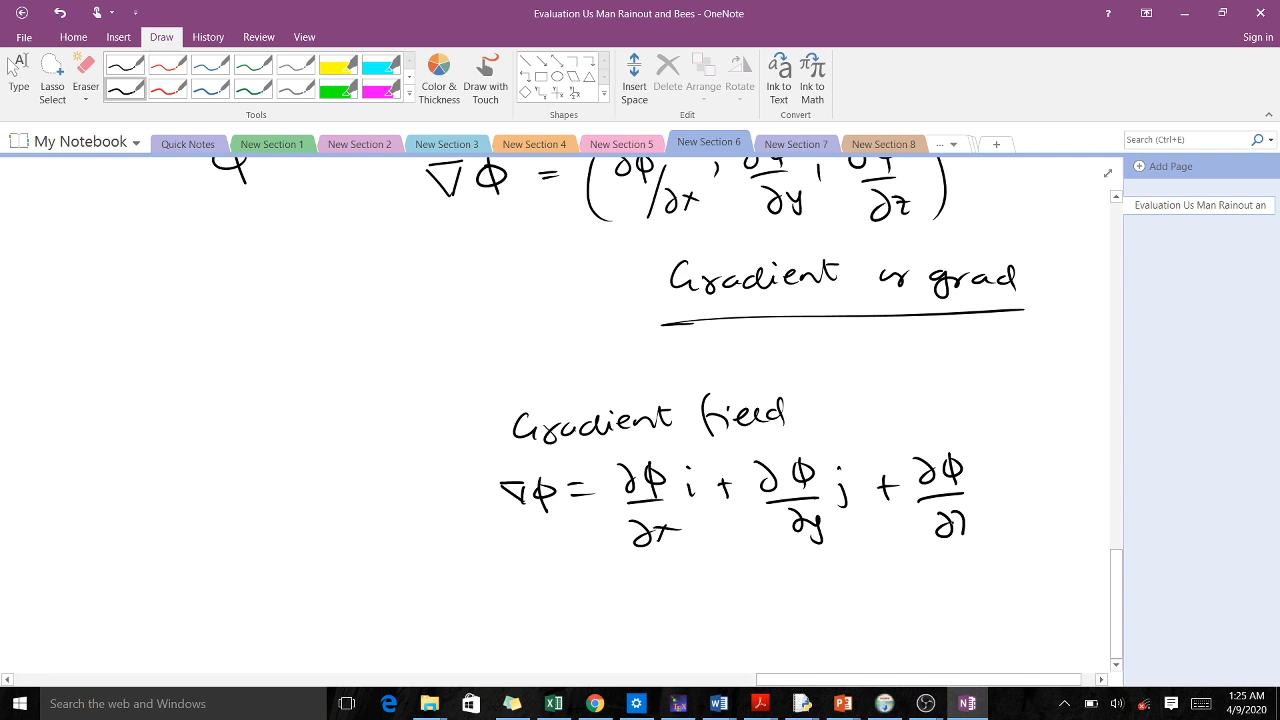 Evaluation Us Man Rainout and Bees - OneNote
File Home Insert Draw History Review View Sign in
Type Lasso Select Eraser Color & Thickness Draw with Touch Insert Space Delete Arrange Rotate Ink to Text Ink to Math
Tools Shapes Edit Convert
My Notebook Quick Notes New Section 1 New Section 2 New Section 3 New Section 4 New Section 5 New Section 6 New Section 7 New Section 8 ... + Search (Ctrl+E)
Add Page
Evaluation Us Man Rainout an
∇φ = (∂φ/∂x, ∂φ/∂y, ∂φ/∂z)
Gradient or grad
Gradient field
∇φ = ∂φ/∂x i + ∂φ/∂y j + ∂φ/∂
Search the web and Windows
1:25 AM
4/9/2020